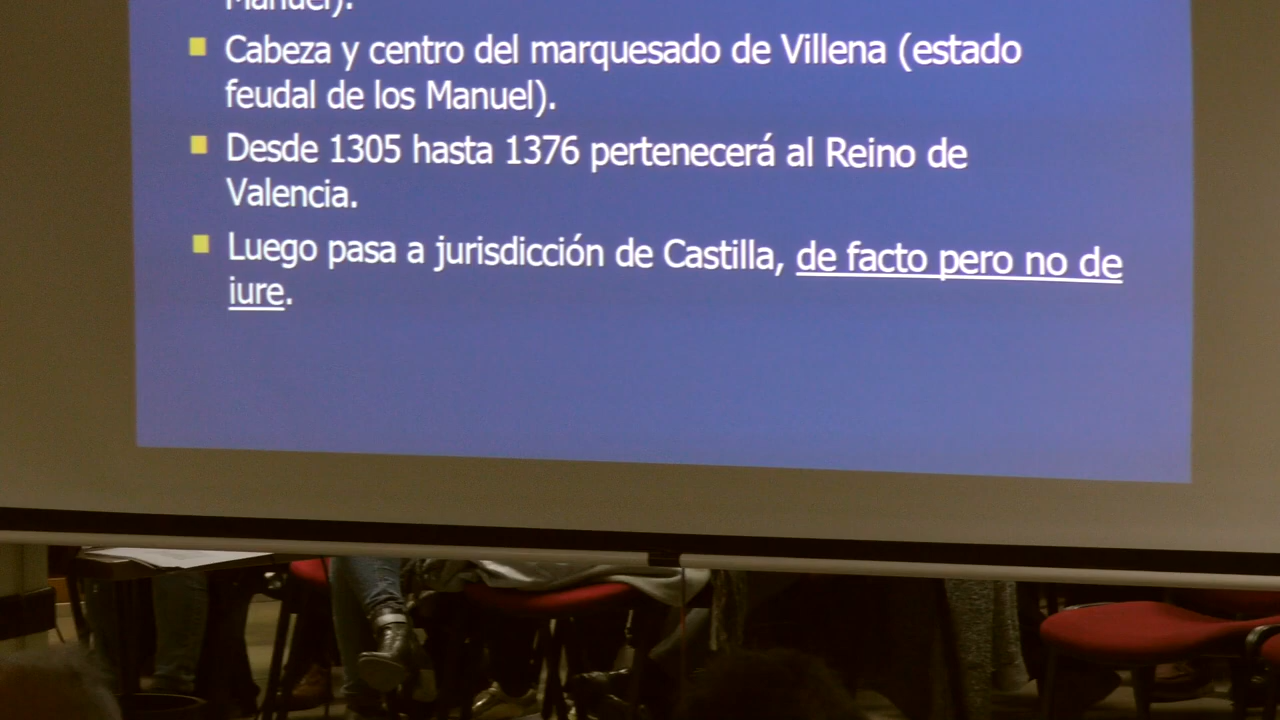 Manuel).
Cabeza y centro del marquesado de Villena (estado
feudal de los Manuel).
Desde 1305 hasta 1376 pertenecerá al Reino de
Valencia.
Luego pasa a jurisdicción de Castilla, de facto pero no de
iure.